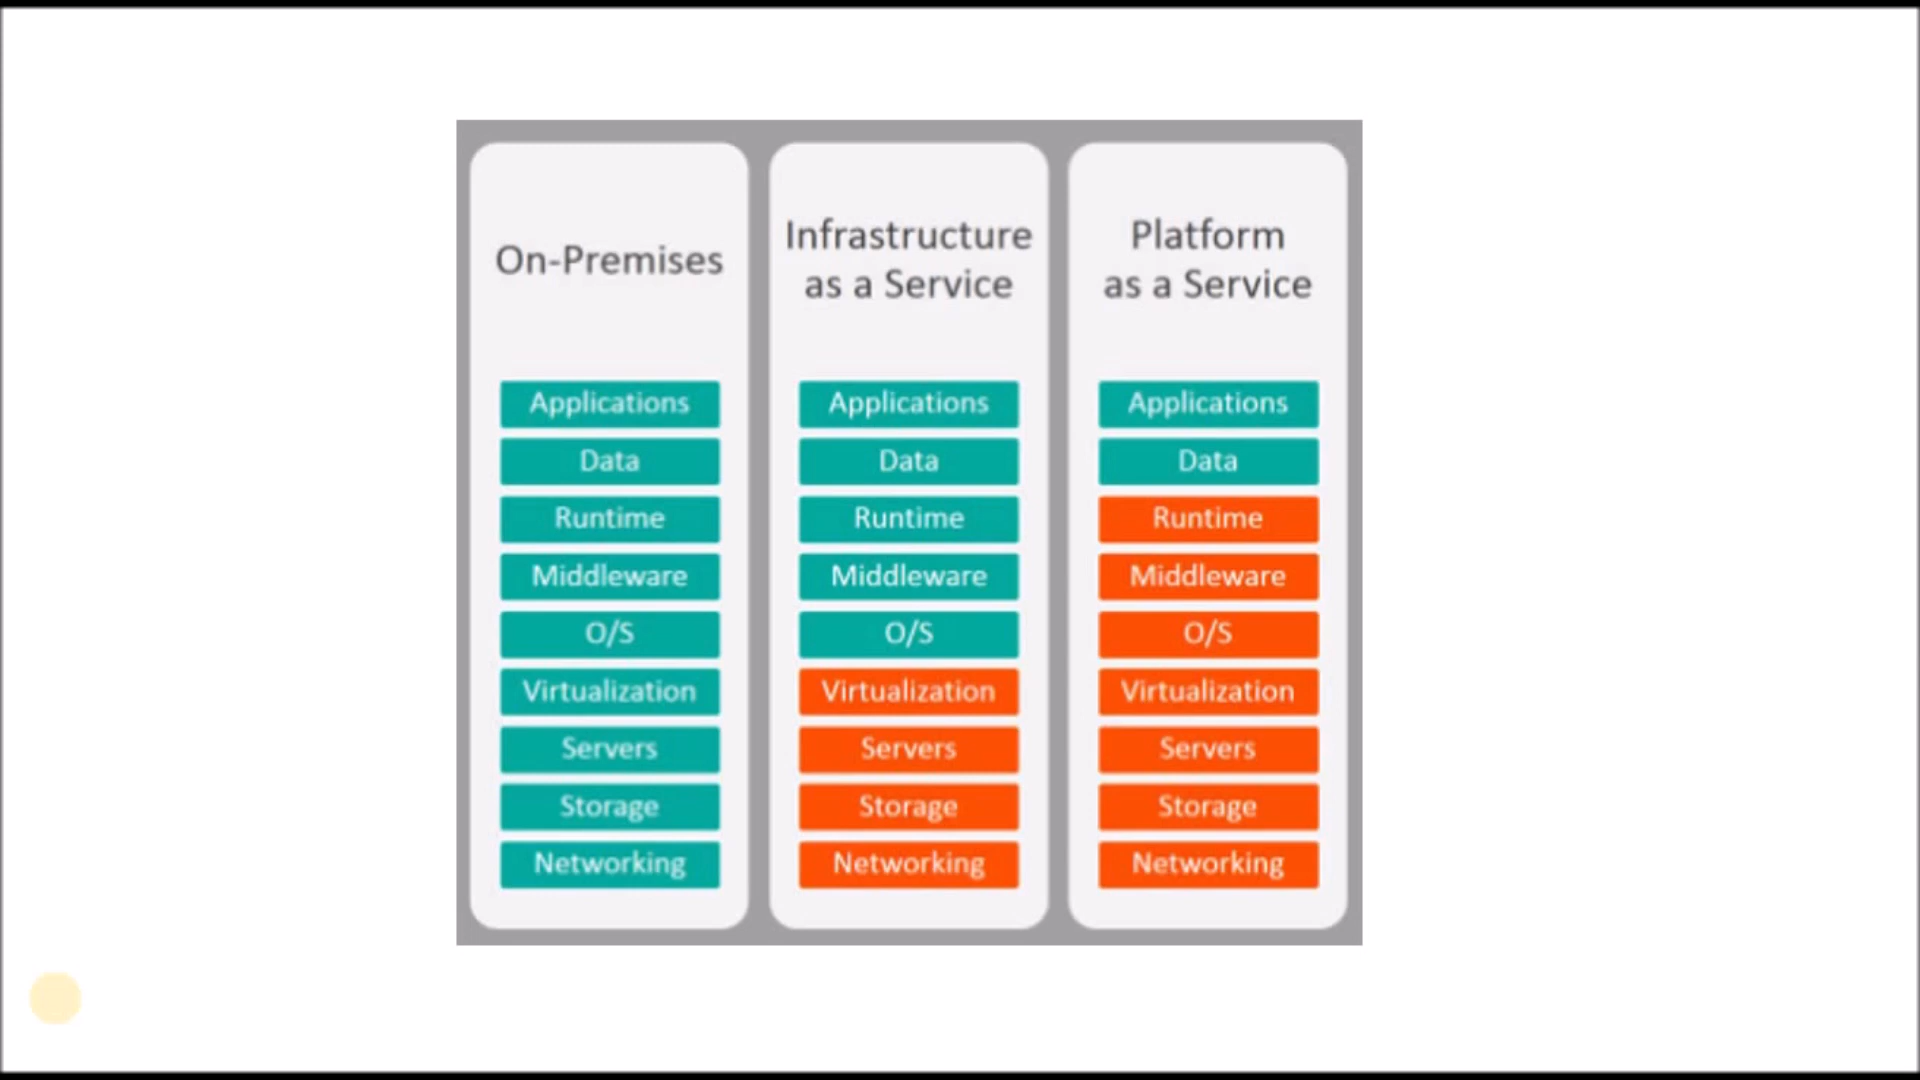 On-Premises
Applications
Data
Runtime
Middleware
O/S
Virtualization
Servers
Storage
Networking
Infrastructure
as a Service
Applications
Data
Runtime
Middleware
O/S
Virtualization
Servers
Storage
Networking
Platform
as a Service
Applications
Data
Runtime
Middleware
O/S
Virtualization
Servers
Storage
Networking